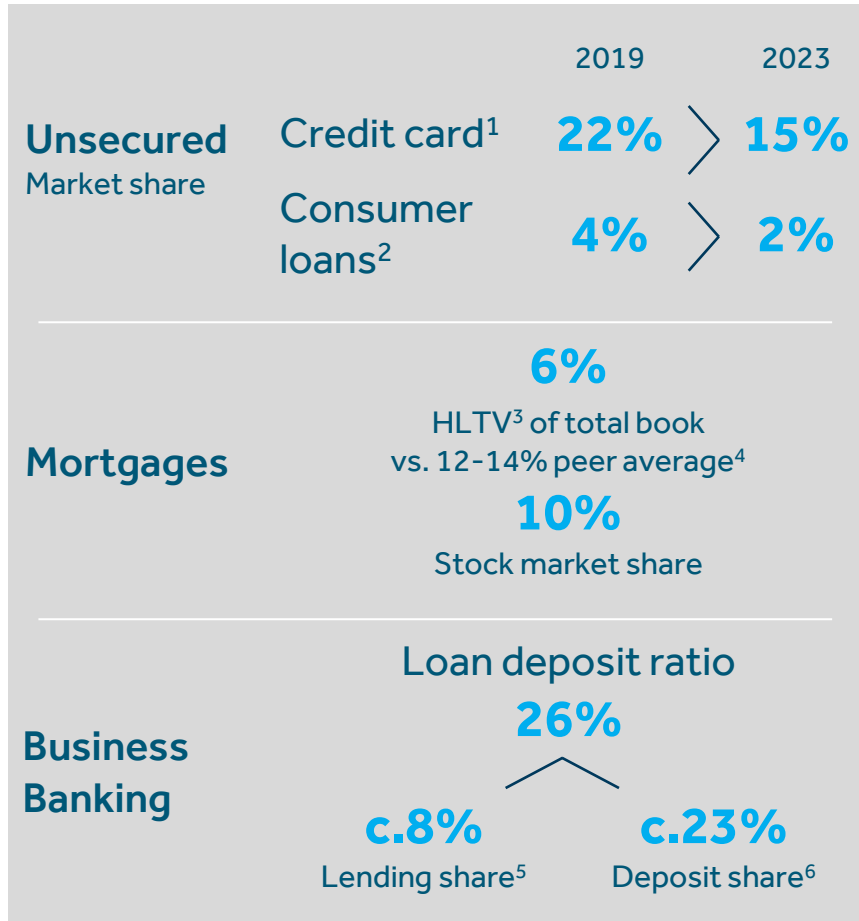 2019 2023
Unsecured
Market share
Credit card¹ 22% 15%
Consumer
loans² 4% 2%
Mortgages
6%
HLTV³ of total book
vs. 12-14% peer average⁴
10%
Stock market share
Business
Banking
Loan deposit ratio
26%
c.8% c.23%
Lending share⁵ Deposit share⁶